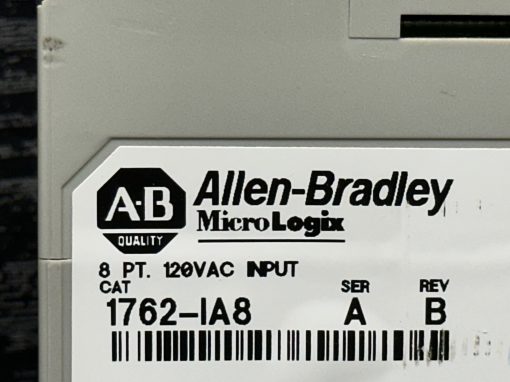 A-B
QUALITY
Allen-Bradley
MicroLogix
8 PT. 120VAC INPUT
CAT SER REV
1762-IA8 A B